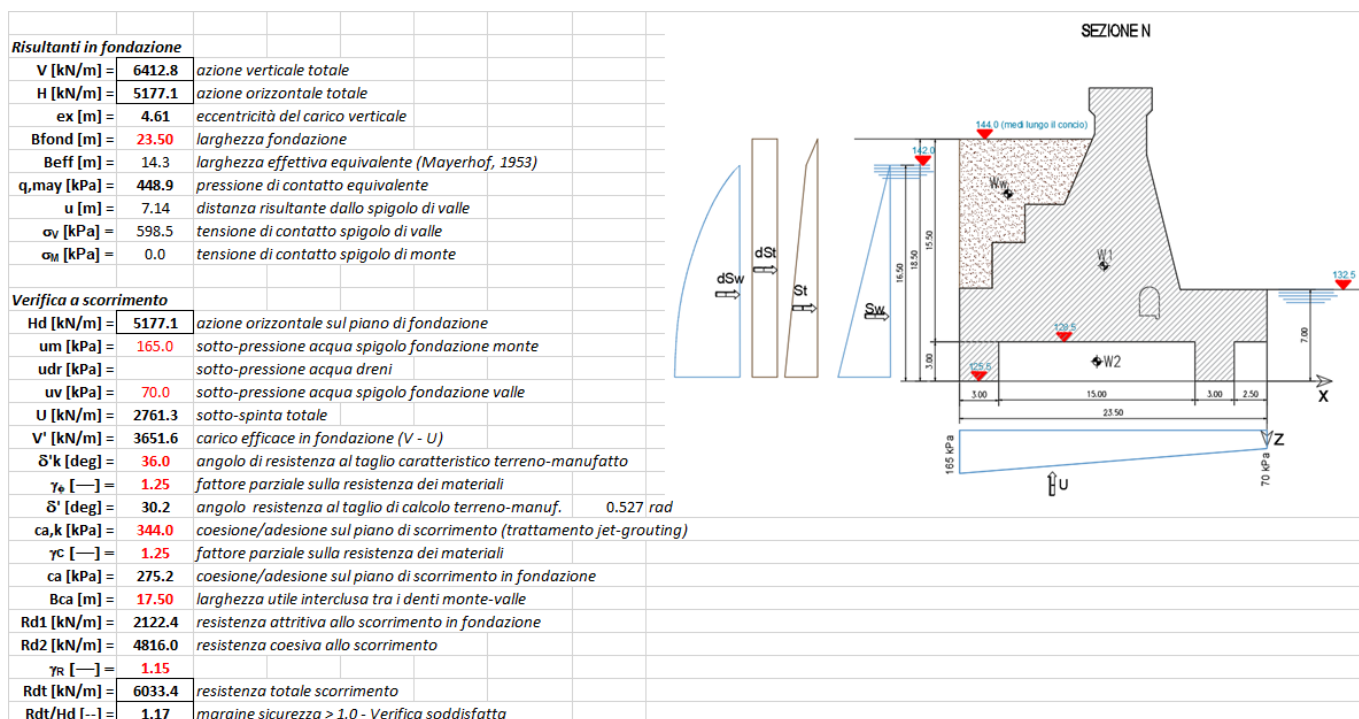 Risultanti in fondazione
V [kN/m] = 6412.8 azione verticale totale
H [kN/m] = 5177.1 azione orizzontale totale
ex [m] = 4.61 eccentricità del carico verticale
Bfond [m] = 23.50 larghezza fondazione
Beff [m] = 14.3 larghezza effettiva equivalente (Mayerhof, 1953)
q,may [kPa] = 448.9 pressione di contatto equivalente
u [m] = 7.14 distanza risultante dallo spigolo di valle
σV [kPa] = 598.5 tensione di contatto spigolo di valle
σM [kPa] = 0.0 tensione di contatto spigolo di monte
Verifica a scorrimento
Hd [kN/m] = 5177.1 azione orizzontale sul piano di fondazione
um [kPa] = 165.0 sotto-pressione acqua spigolo fondazione monte
udr [kPa] = sotto-pressione acqua dreni
uv [kPa] = 70.0 sotto-pressione acqua spigolo fondazione valle
U [kN/m] = 2761.3 sotto-spinta totale
V' [kN/m] = 3651.6 carico efficace in fondazione (V - U)
δ'k [deg] = 36.0 angolo di resistenza al taglio caratteristico terreno-manufatto
γϕ [—] = 1.25 fattore parziale sulla resistenza dei materiali
δ' [deg] = 30.2 angolo resistenza al taglio di calcolo terreno-manuf. 0.527 rad
ca,k [kPa] = 344.0 coesione/adesione sul piano di scorrimento (trattamento jet-grouting)
γC [—] = 1.25 fattore parziale sulla resistenza dei materiali
ca [kPa] = 275.2 coesione/adesione sul piano di scorrimento in fondazione
Bca [m] = 17.50 larghezza utile interclusa tra i denti monte-valle
Rd1 [kN/m] = 2122.4 resistenza attritiva allo scorrimento in fondazione
Rd2 [kN/m] = 4816.0 resistenza coesiva allo scorrimento
γR [—] = 1.15
Rdt [kN/m] = 6033.4 resistenza totale scorrimento
Rdt/Hd [--] = 1.17 margine sicurezza > 1.0 - Verifica soddisfatta
SEZIONE N
144.0 (medi lungo il concio)
142.0
Ww
15.50
18.50
16.50
dSt
dSw
St
Sw
W1
132.5
128.5
7.00
3.00
W2
125.5
3.00
15.00
3.00
2.50
X
23.50
Z
165 kPa
70 kPa
U